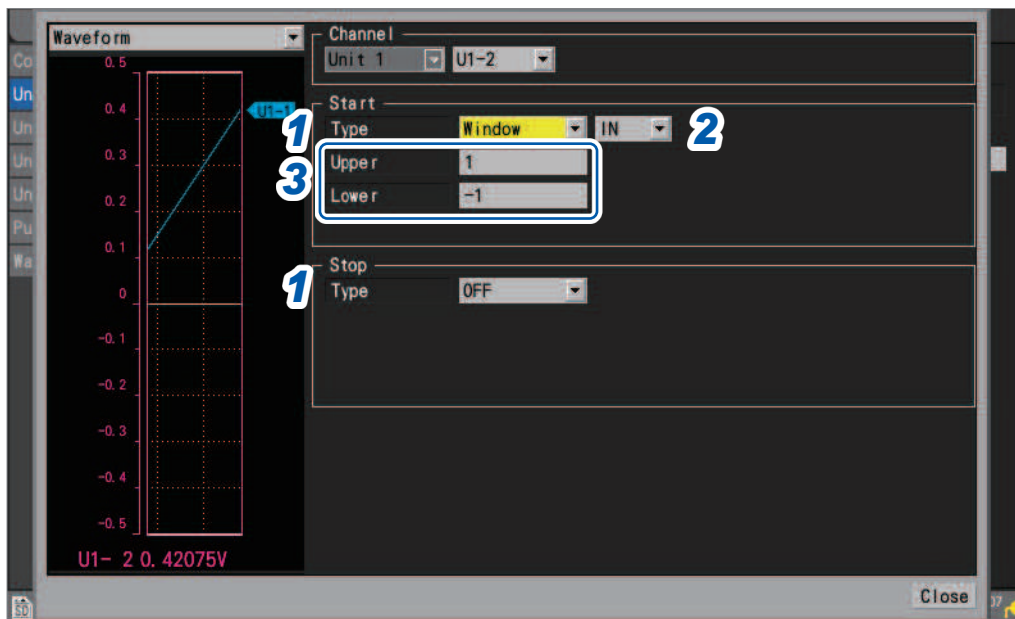 Waveform
0.5
0.4
0.3
0.2
0.1
0
-0.1
-0.2
-0.3
-0.4
-0.5
U1-1
U1- 2 0.42075V
Channel
Unit 1 U1-2
Start
1 Type Window IN 2
3 Upper 1
Lower -1
Stop
1 Type OFF
Close
Co
Un
Un
Un
Un
Pu
Wa
SD
07